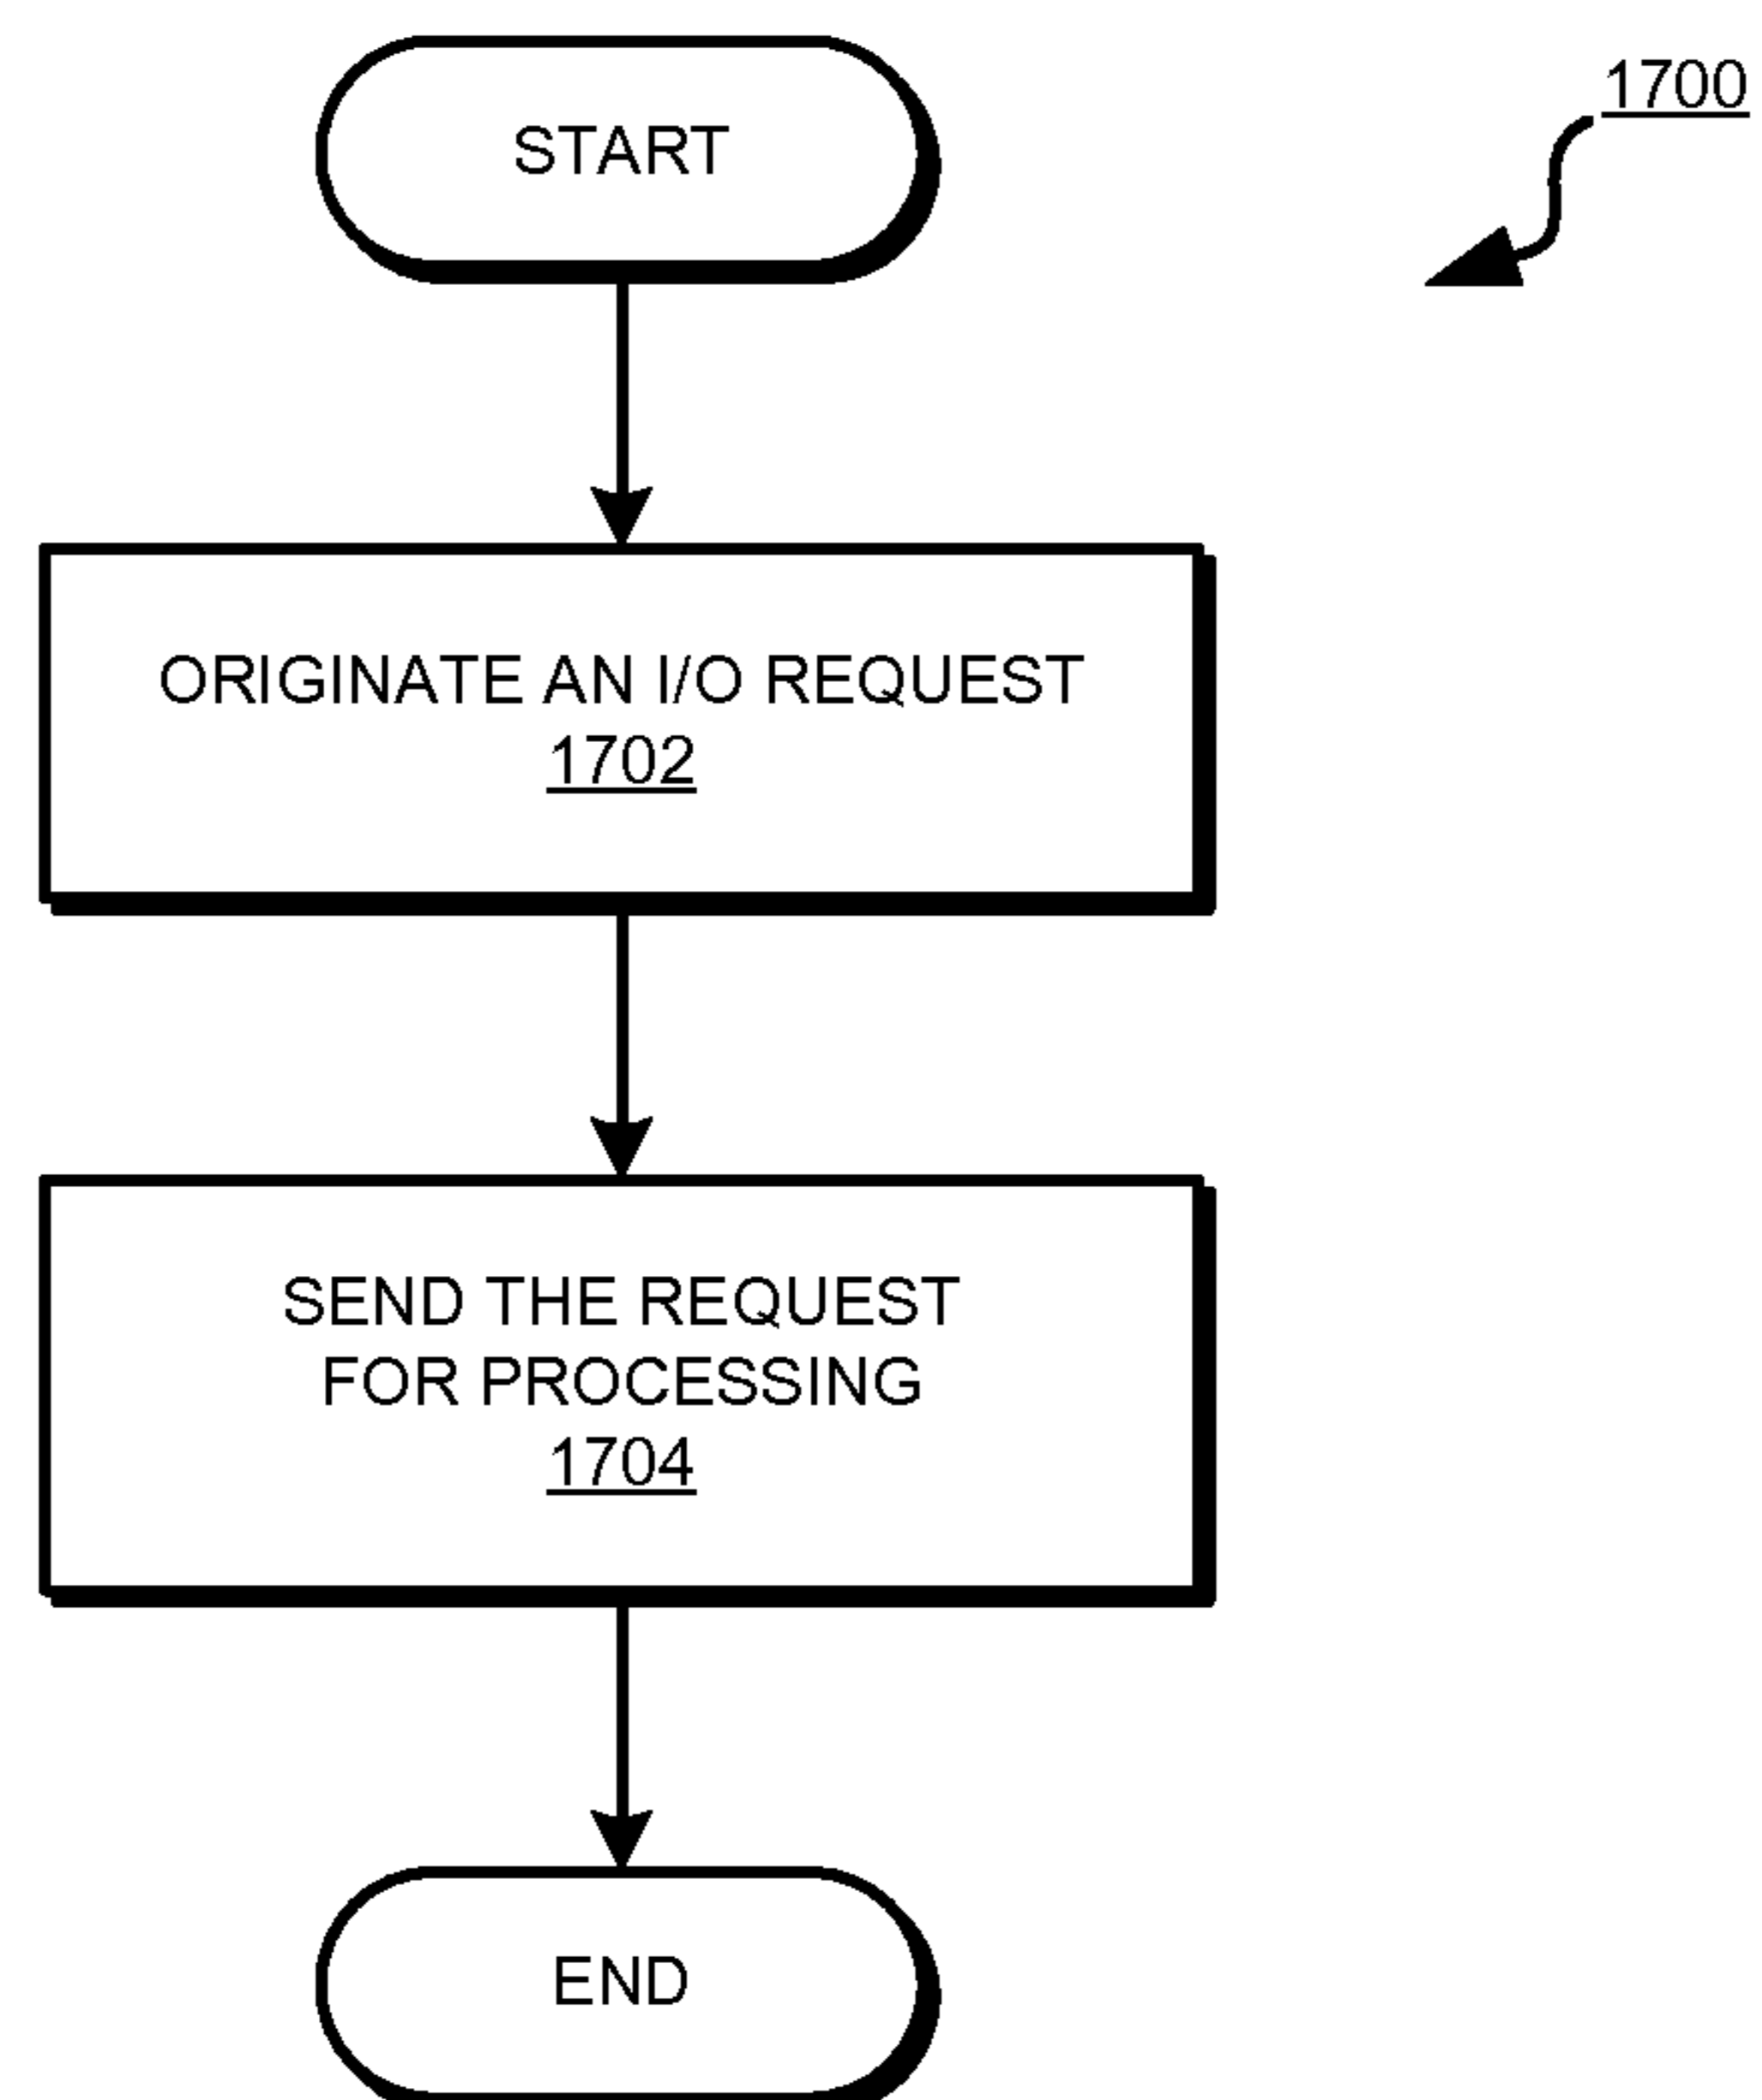 START
1700
ORIGINATE AN I/O REQUEST
1702
SEND THE REQUEST
FOR PROCESSING
1704
END